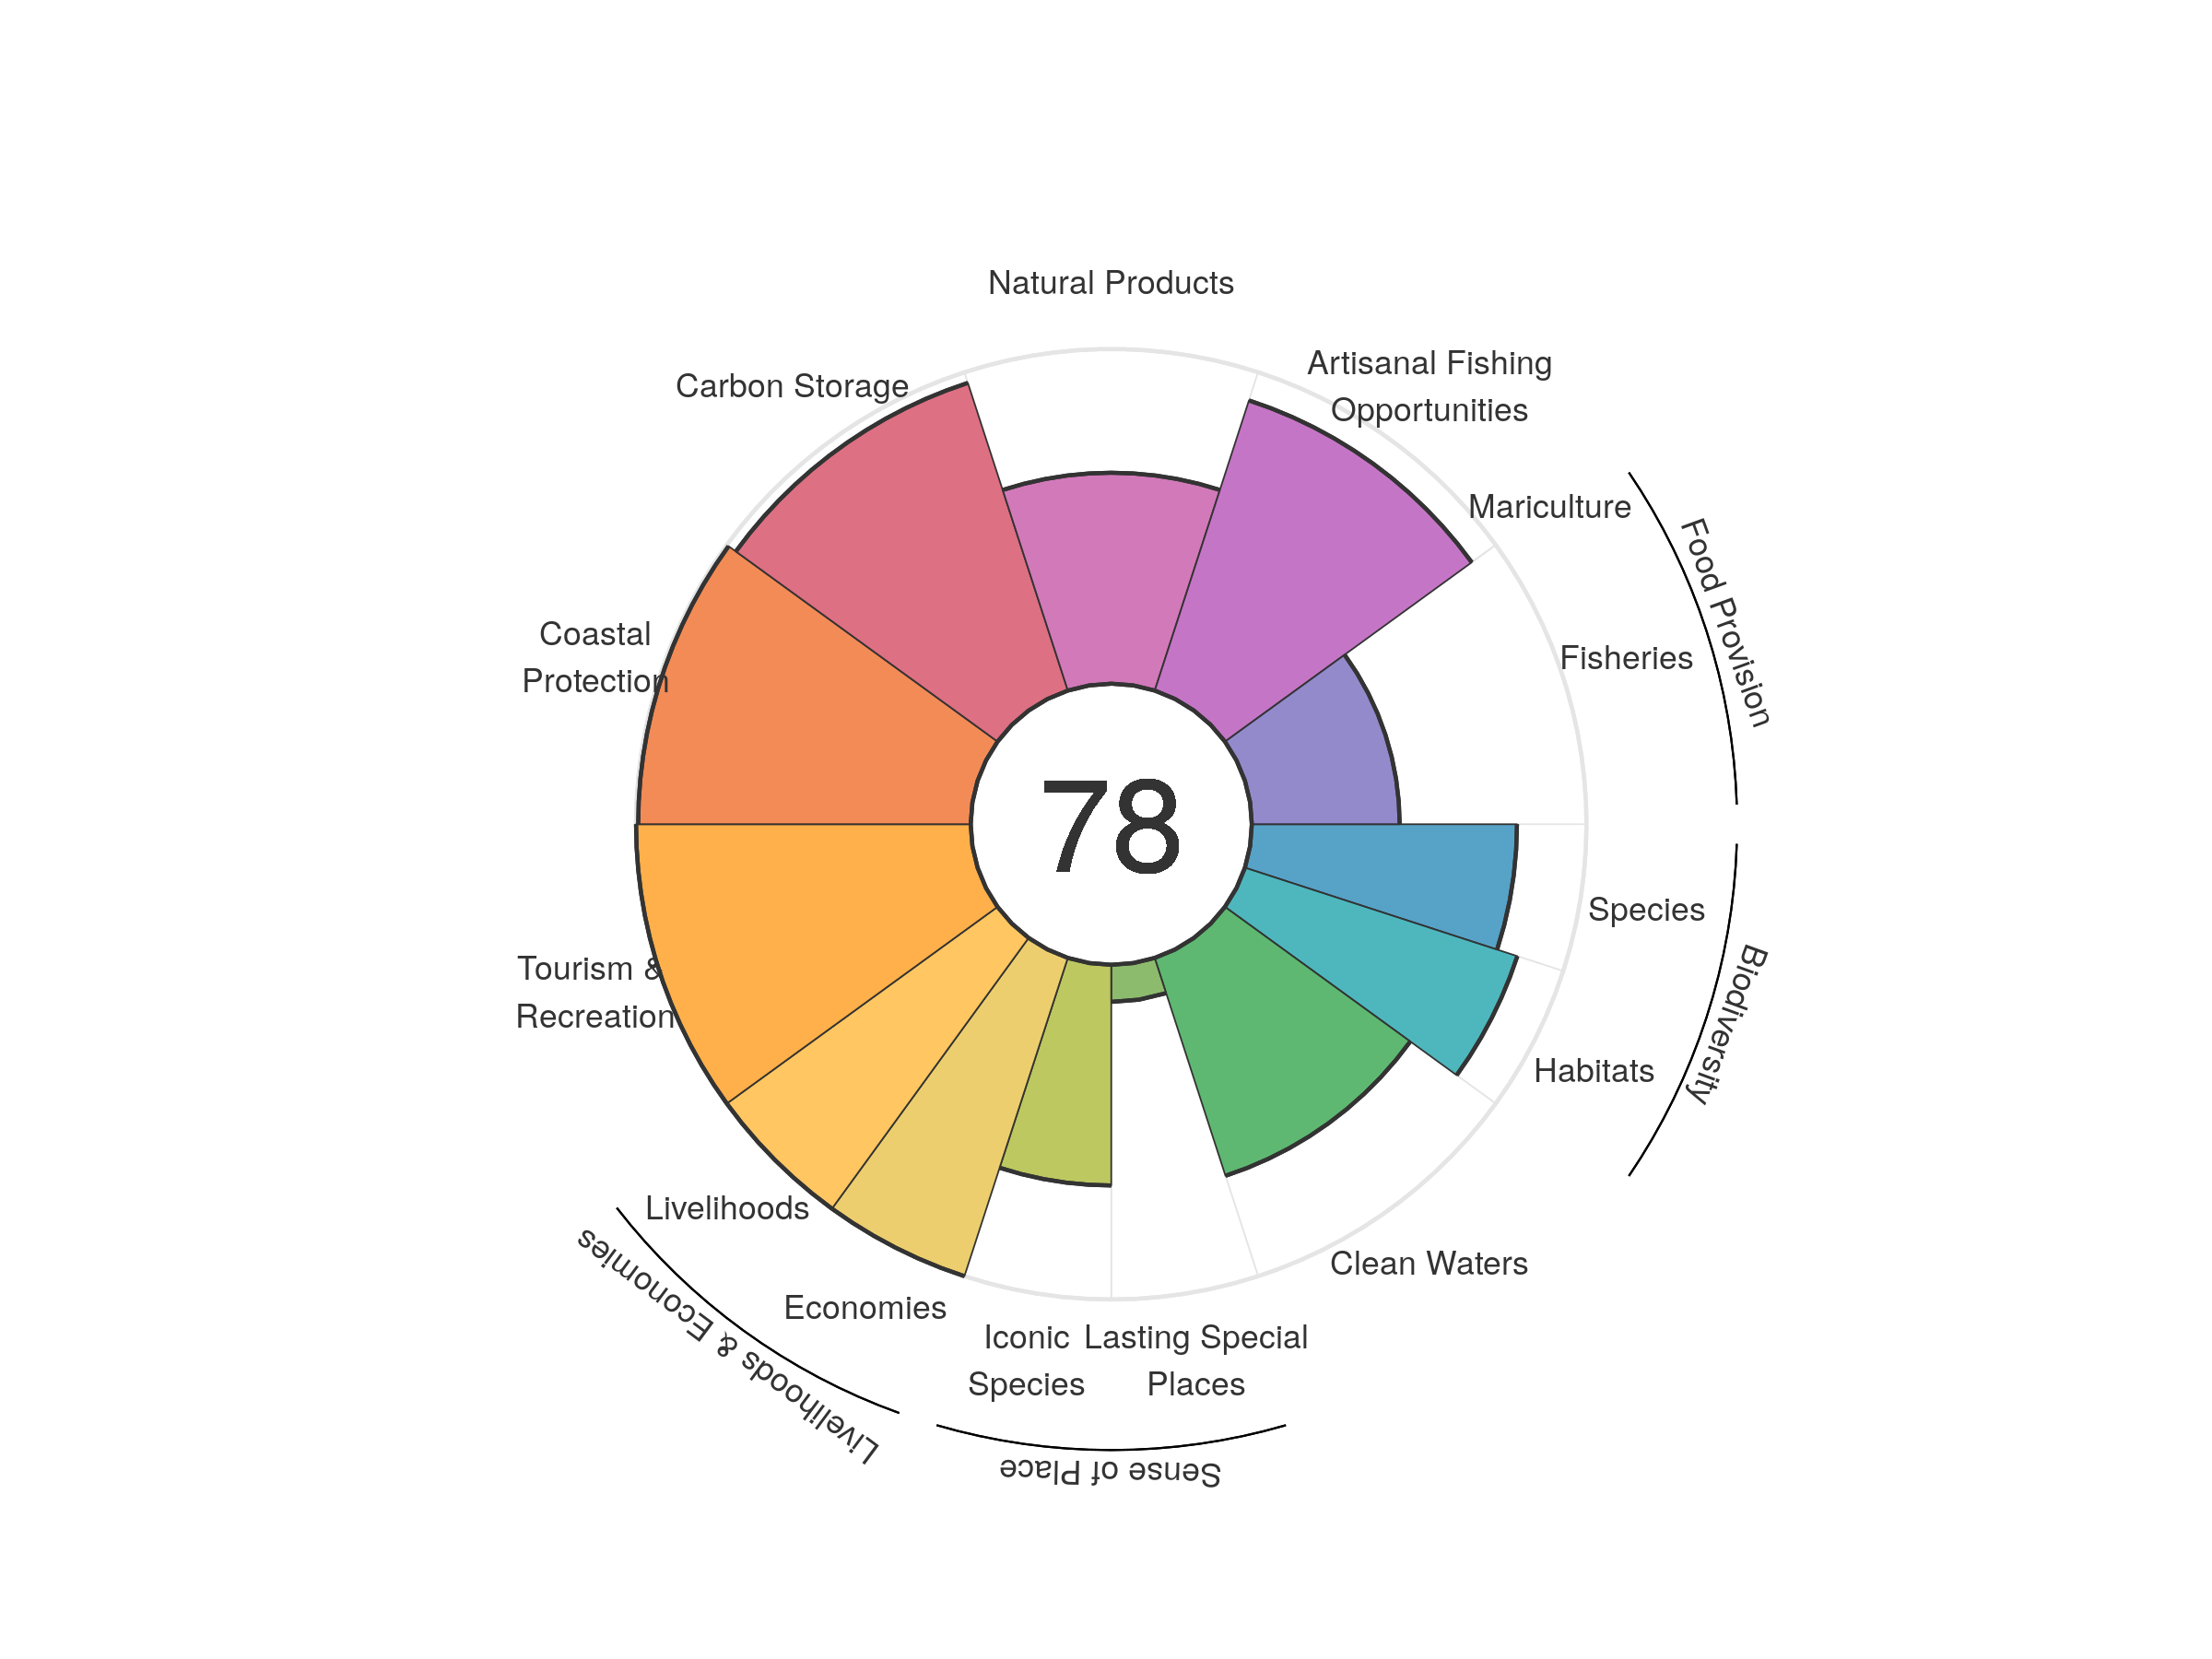 Natural Products
Artisanal Fishing
Opportunities
Carbon Storage
Mariculture
Food Provision
Coastal
Protection
Fisheries
78
Species
Biodiversity
Tourism &
Recreation
Habitats
Livelihoods
Livelihoods & Economies
Clean Waters
Economies
Iconic
Species
Lasting Special
Places
Sense of Place